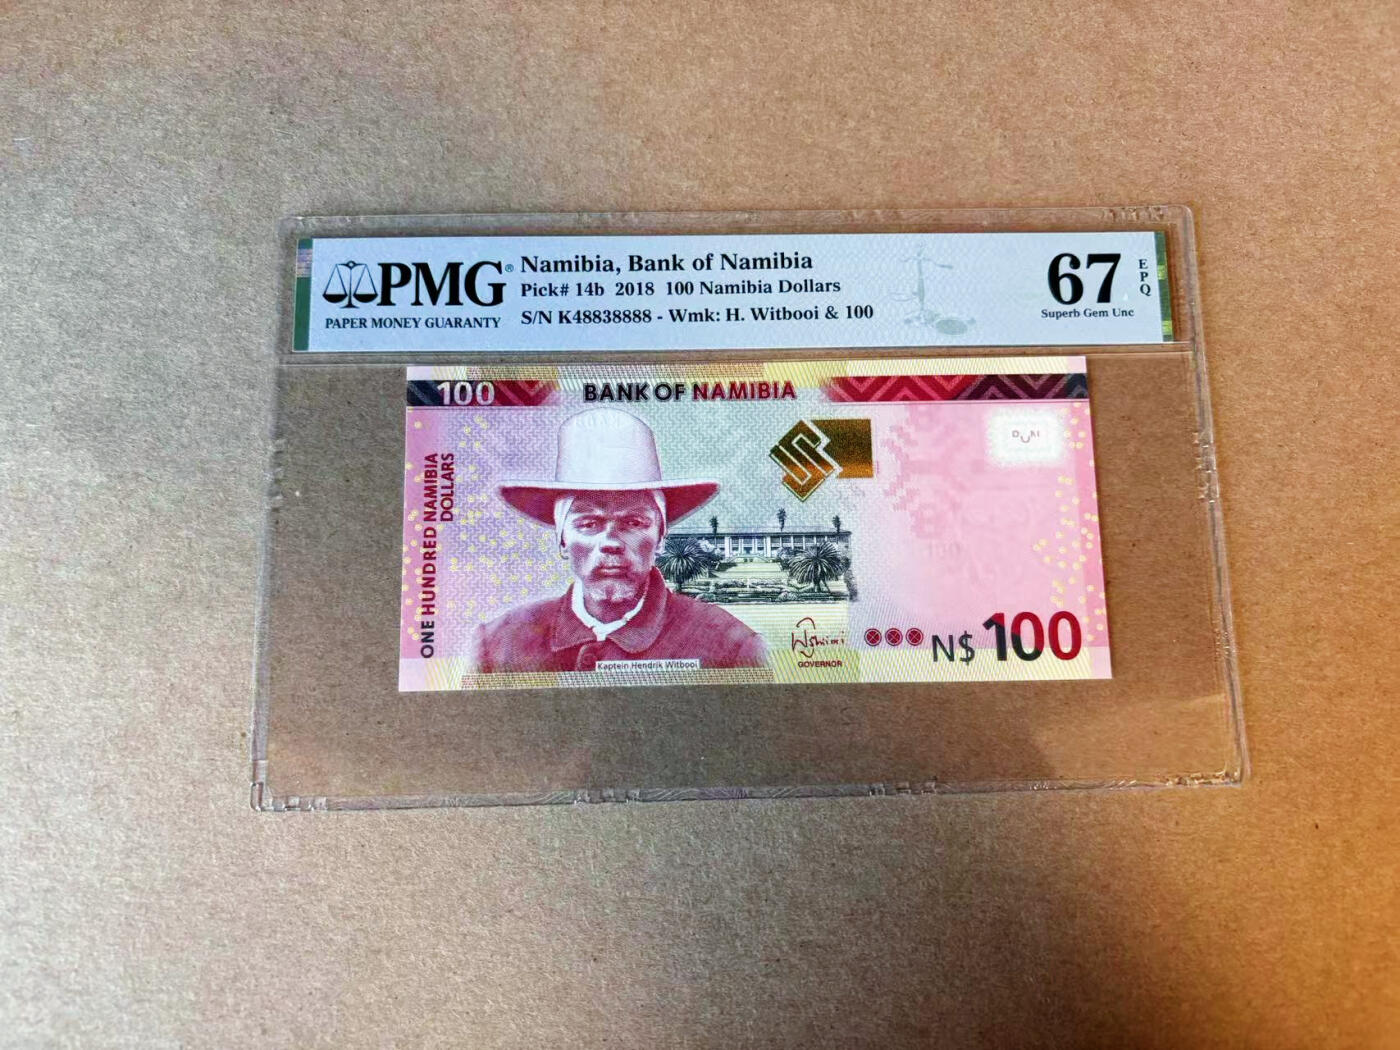 PMG®
PAPER MONEY GUARANTY
Namibia, Bank of Namibia
Pick# 14b 2018 100 Namibia Dollars
S/N K48838888 - Wmk: H. Witbooi & 100
67
EPQ
Superb Gem Unc
100
BANK OF NAMIBIA
ONE HUNDRED NAMIBIA
DOLLARS
Kaptein Hendrik Witbooi
GOVERNOR
N$ 100